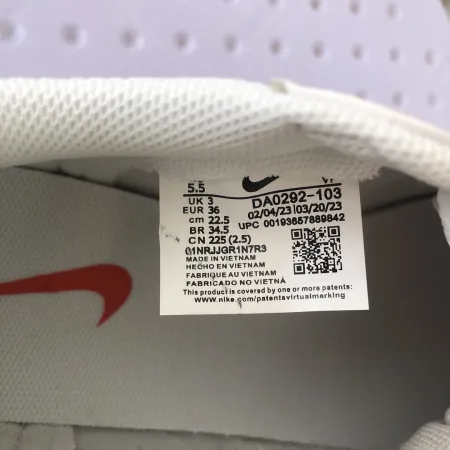 5.5
UK 3
EUR 36
cm 22.5
BR 34.5
CN 225 (2.5)
DA0292-103
02/04/23 03/20/23
UPC 00193657889842
01NRJJGR1N7R3
MADE IN VIETNAM
HECHO EN VIETNAM
FABRIQUE AU VIETNAM
FABRICADO NO VIETNÃ
This product is covered by one or more patents:
www.nike.com/patentsvirtualmarking